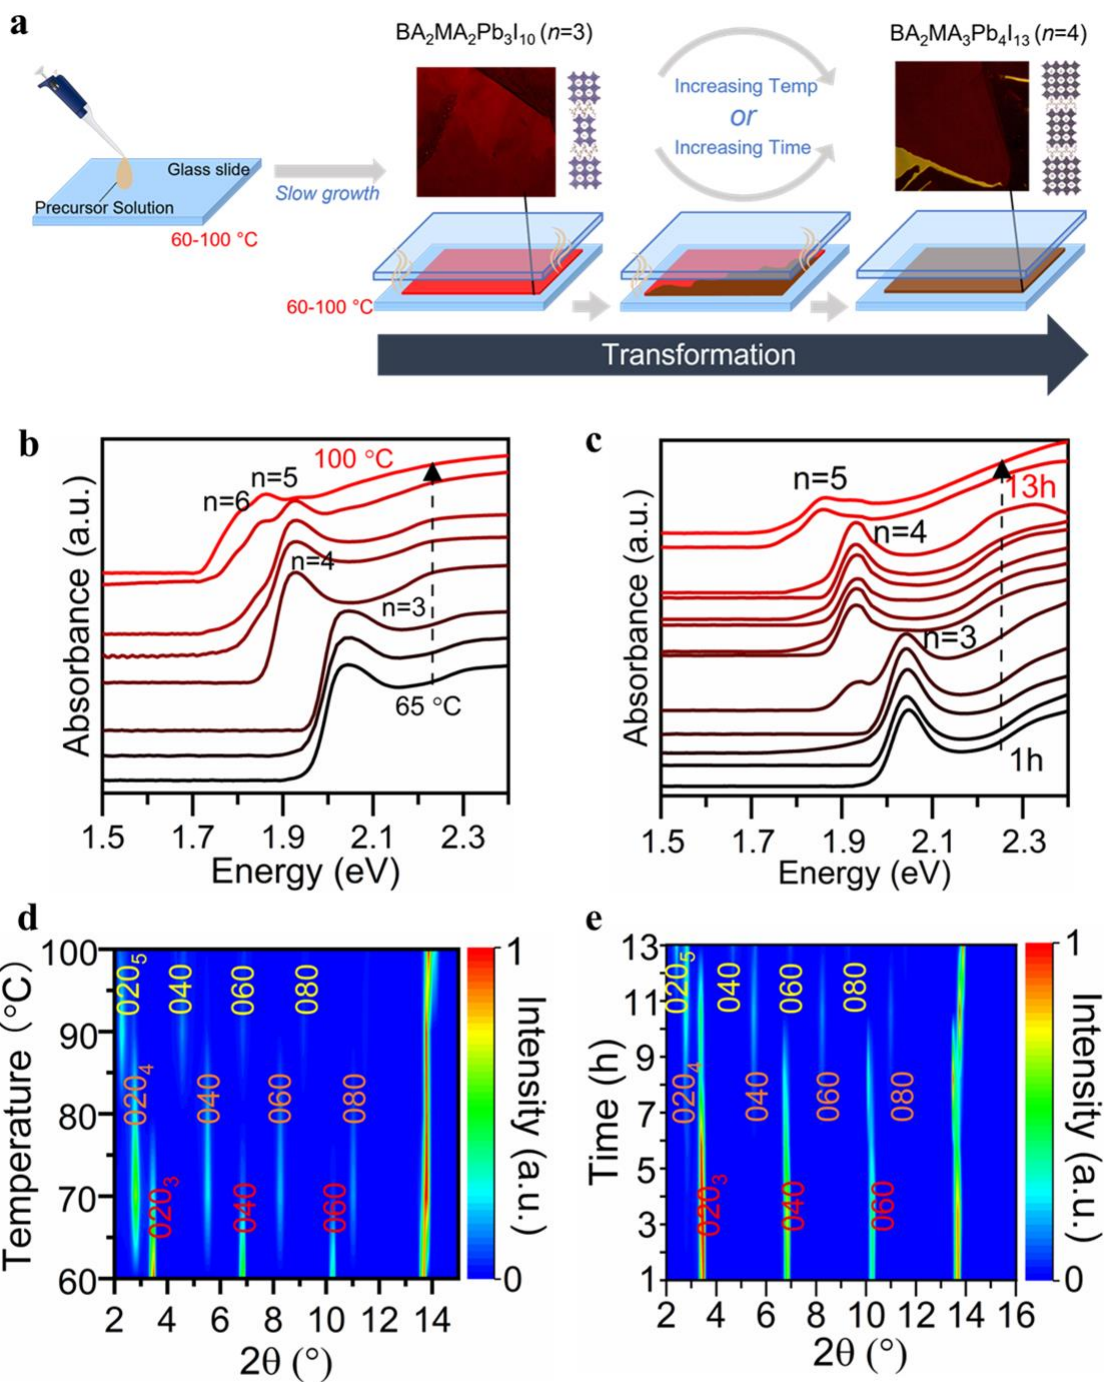 a
BA₂MA₂Pb₃I₁₀ (n=3)
BA₂MA₃Pb₄I₁₃ (n=4)
Increasing Temp
or
Increasing Time
Glass slide
Precursor Solution
60-100 °C
Slow growth
60-100 °C
Transformation
b
Absorbance (a.u.)
n=6
n=5
100 °C
n=4
n=3
65 °C
1.5 1.7 1.9 2.1 2.3
Energy (eV)
c
Absorbance (a.u.)
n=5
13h
n=4
n=3
1h
1.5 1.7 1.9 2.1 2.3
Energy (eV)
d
Temperature (°C)
100
90
80
70
60
020₅ 040 060 080
020₄ 040 060 080
020₃ 040 060
2 4 6 8 10 12 14
2θ (°)
1
0
Intensity (a.u.)
e
Time (h)
13
11
9
7
5
3
1
020₅ 040 060 080
020₄ 040 060 080
020₃ 040 060
2 4 6 8 10 12 14 16
2θ (°)
1
0
Intensity (a.u.)